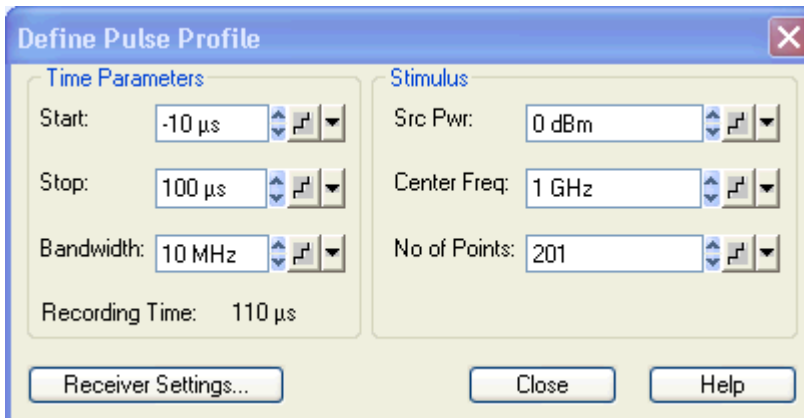 Define Pulse Profile
Time Parameters
Start: -10 µs
Stop: 100 µs
Bandwidth: 10 MHz
Recording Time: 110 µs
Stimulus
Src Pwr: 0 dBm
Center Freq: 1 GHz
No of Points: 201
Receiver Settings...
Close
Help